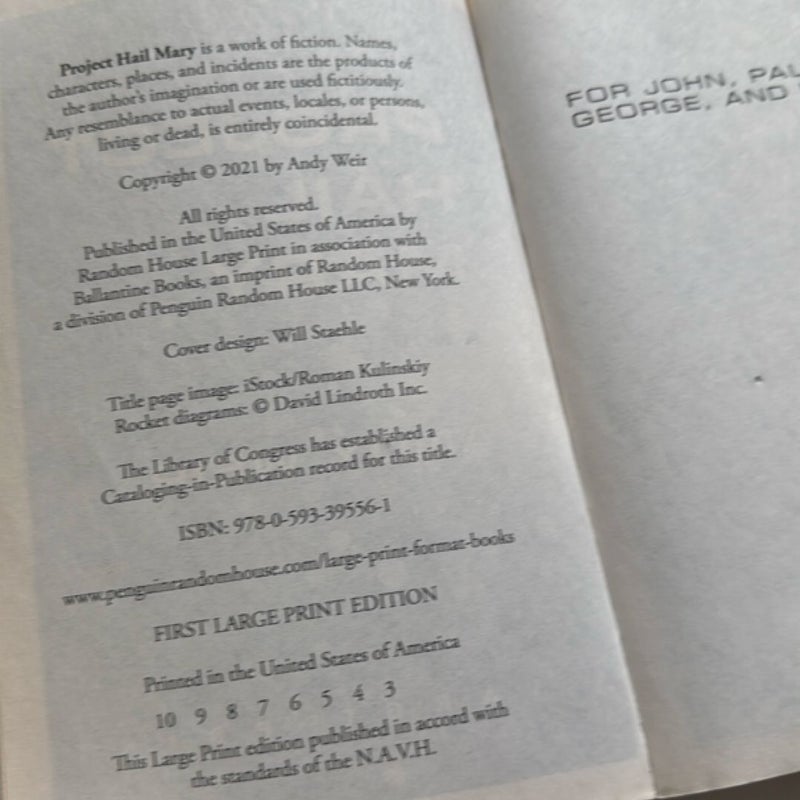 Project Hail Mary is a work of fiction. Names,
characters, places, and incidents are the products of
the author's imagination or are used fictitiously.
Any resemblance to actual events, locales, or persons,
living or dead, is entirely coincidental.
Copyright © 2021 by Andy Weir
All rights reserved.
Published in the United States of America by
Random House Large Print in association with
Ballantine Books, an imprint of Random House,
a division of Penguin Random House LLC, New York.
Cover design: Will Staehle
Title page image: iStock/Roman Kulinskiy
Rocket diagrams: © David Lindroth Inc.
The Library of Congress has established a
Cataloging-in-Publication record for this title.
ISBN: 978-0-593-39556-1
www.penguinrandomhouse.com/large-print-format-books
FIRST LARGE PRINT EDITION
Printed in the United States of America
10 9 8 7 6 5 4 3
This Large Print edition published in accord with
the standards of the N.A.V.H.
FOR JOHN, PAUL
GEORGE, AND